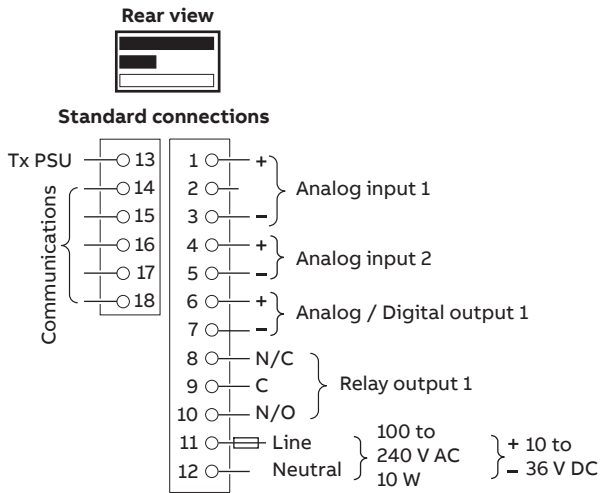 Rear view
Standard connections
Tx PSU 13 1 + Analog input 1
14 2
15 3 –
16 4 + Analog input 2
17 5 –
18 6 + Analog / Digital output 1
Communications
7 –
8 N/C
9 C Relay output 1
10 N/O
11 Line 100 to + 10 to
240 V AC
12 Neutral – 36 V DC
10 W